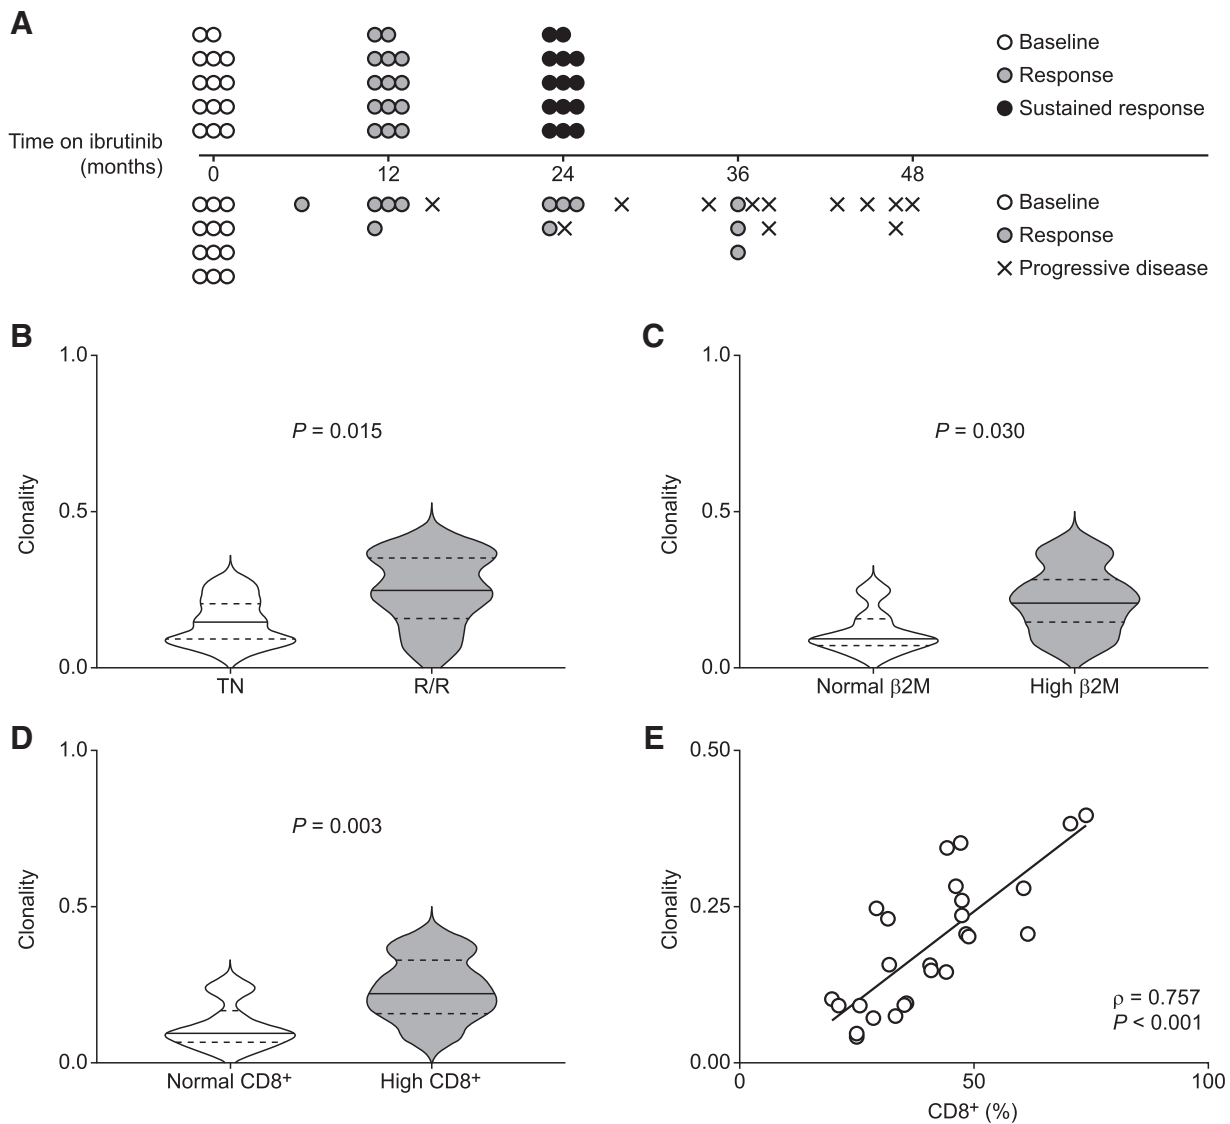 A
Baseline
Response
Sustained response
Time on ibrutinib
(months)
0 12 24 36 48
Baseline
Response
Progressive disease
B
1.0
P = 0.015
Clonality
0.5
0.0
TN R/R
C
1.0
P = 0.030
Clonality
0.5
0.0
Normal β2M High β2M
D
1.0
P = 0.003
Clonality
0.5
0.0
Normal CD8⁺ High CD8⁺
E
0.50
Clonality
0.25
ρ = 0.757
P < 0.001
0.00
0 50 100
CD8⁺ (%)